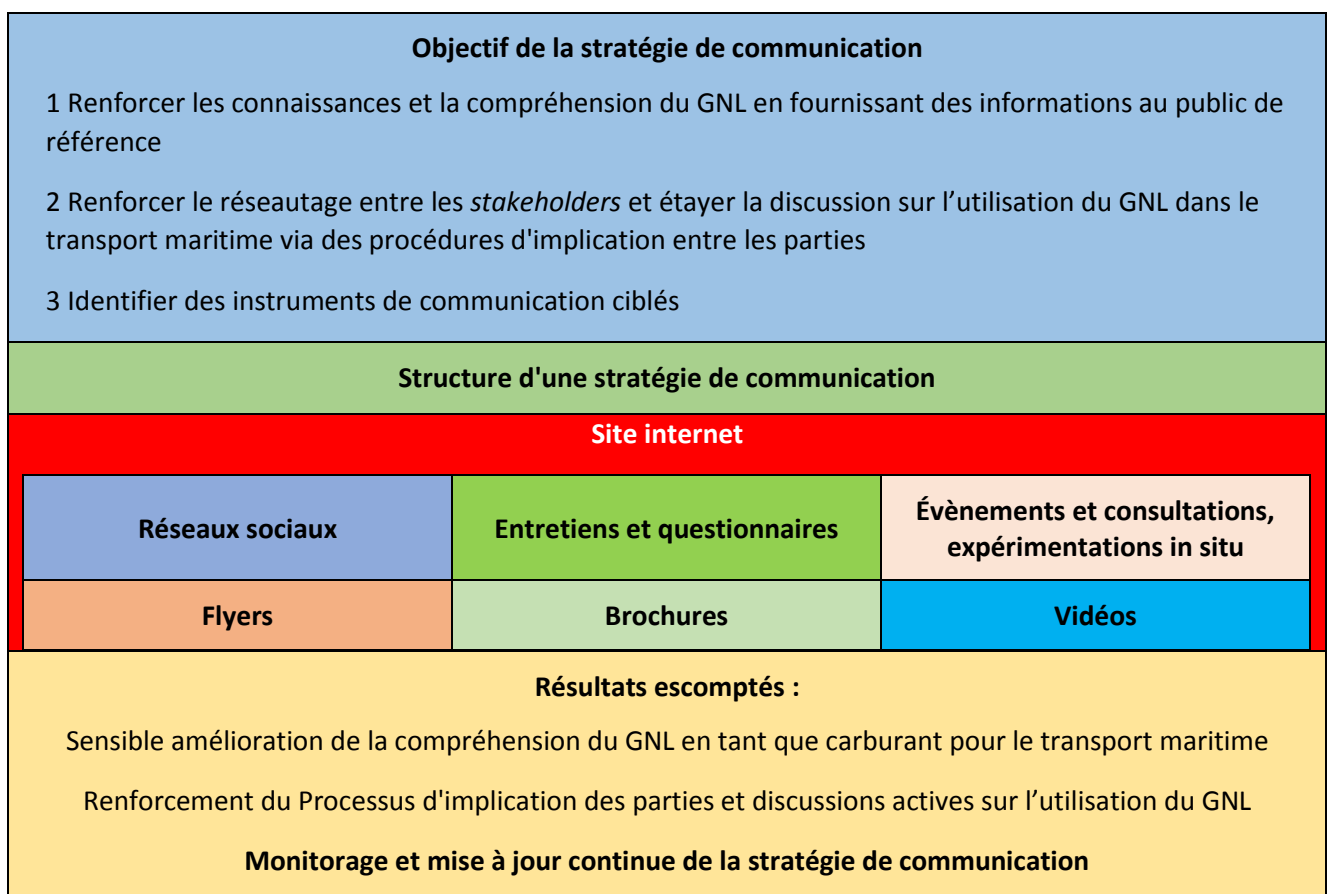 Objectif de la stratégie de communication
1 Renforcer les connaissances et la compréhension du GNL en fournissant des informations au public de
référence
2 Renforcer le réseautage entre les stakeholders et étayer la discussion sur l’utilisation du GNL dans le
transport maritime via des procédures d'implication entre les parties
3 Identifier des instruments de communication ciblés
Structure d'une stratégie de communication
Site internet
Réseaux sociaux
Entretiens et questionnaires
Évènements et consultations,
expérimentations in situ
Flyers
Brochures
Vidéos
Résultats escomptés :
Sensible amélioration de la compréhension du GNL en tant que carburant pour le transport maritime
Renforcement du Processus d'implication des parties et discussions actives sur l’utilisation du GNL
Monitorage et mise à jour continue de la stratégie de communication